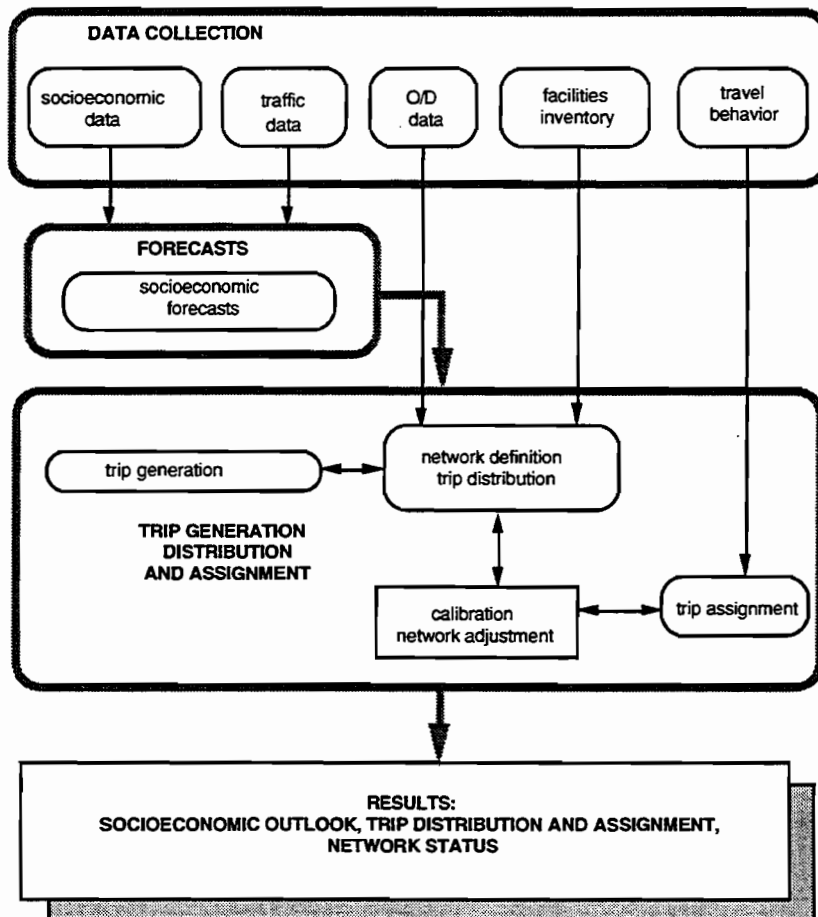 DATA COLLECTION
socioeconomic
data
traffic
data
O/D
data
facilities
inventory
travel
behavior
FORECASTS
socioeconomic
forecasts
trip generation
network definition
trip distribution
TRIP GENERATION
DISTRIBUTION
AND ASSIGNMENT
calibration
network adjustment
trip assignment
RESULTS:
SOCIOECONOMIC OUTLOOK, TRIP DISTRIBUTION AND ASSIGNMENT,
NETWORK STATUS